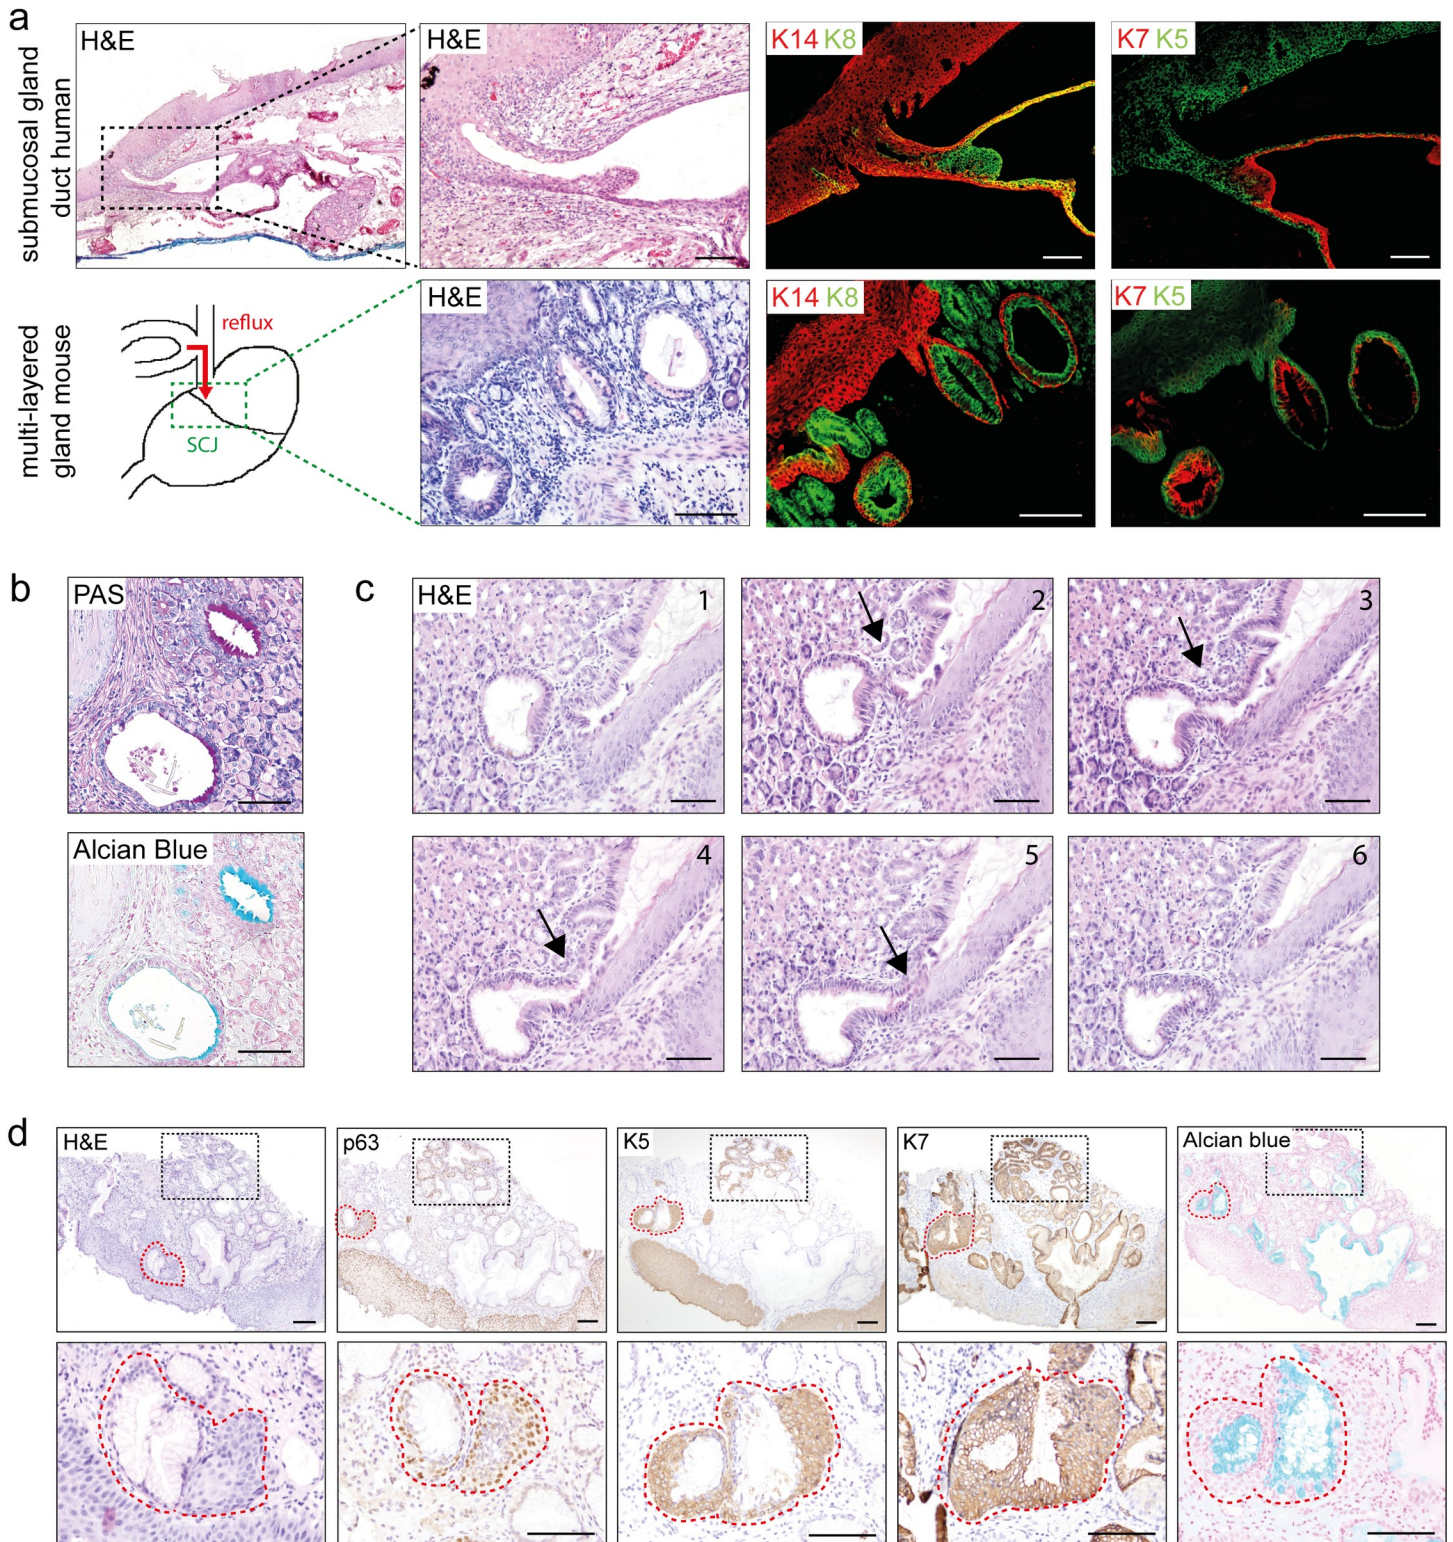 a
submucosal gland
duct human
H&E
H&E
K14 K8
K7 K5
multi-layered
gland mouse
reflux
SCJ
H&E
K14 K8
K7 K5
b
PAS
Alcian Blue
c
H&E
1
2
3
4
5
6
d
H&E
p63
K5
K7
Alcian blue